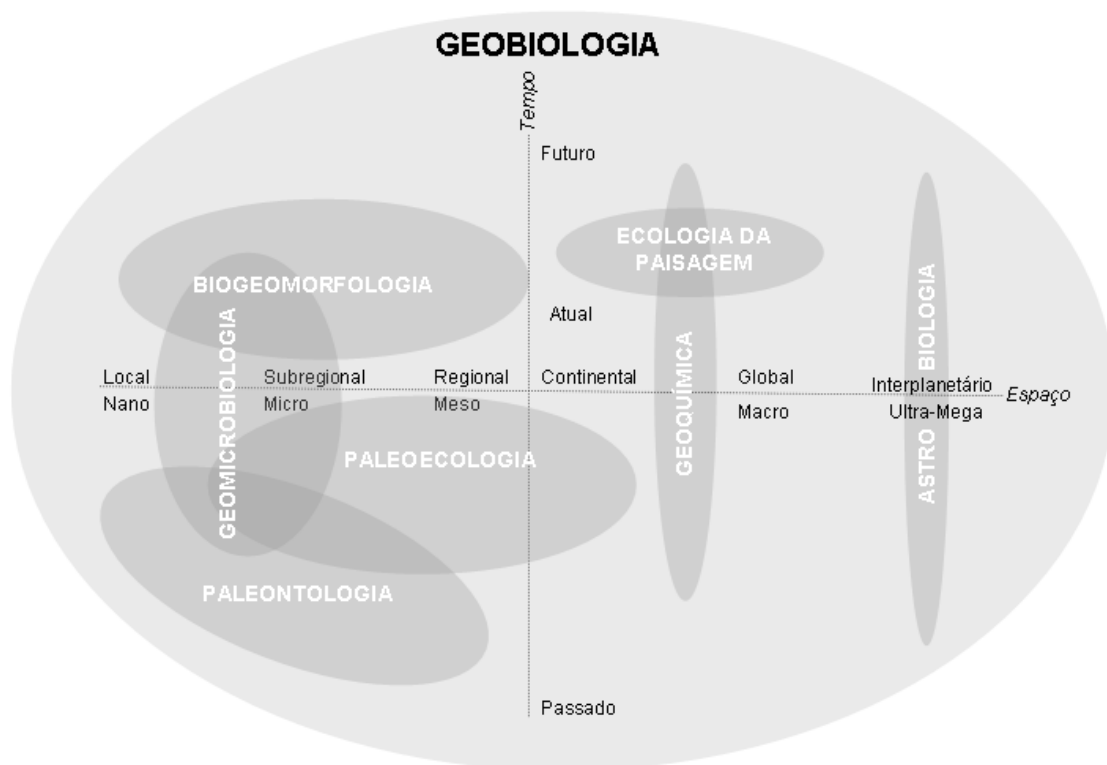 GEOBIOLOGIA
Tempo
Futuro
ECOLOGIA DA
PAISAGEM
BIOGEOMORFOLOGIA
Atual
GEOMICROBIOLOGIA
GEOQUIMICA
ASTRO BIOLOGIA
Local
Subregional
Regional
Continental
Global
Interplanetário
Espaço
Nano
Micro
Meso
Macro
Ultra-Mega
PALEOECOLOGIA
PALEONTOLOGIA
Passado